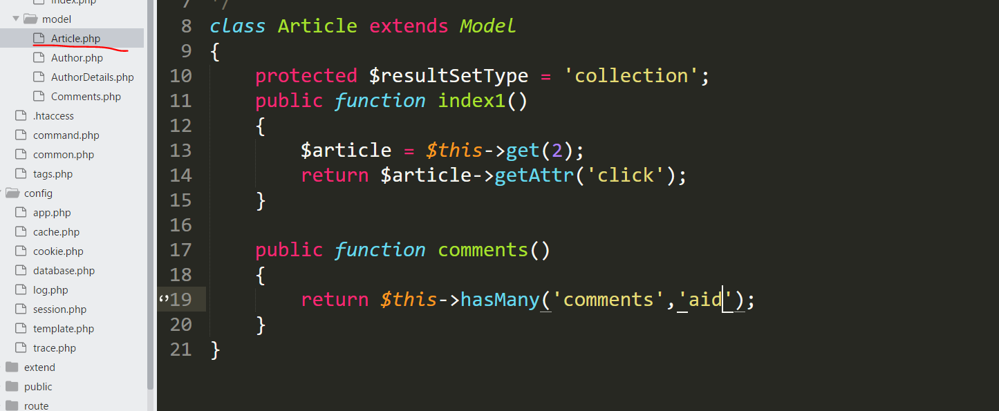 index.php
model
Article.php
Author.php
AuthorDetails.php
Comments.php
.htaccess
command.php
common.php
tags.php
config
app.php
cache.php
cookie.php
database.php
log.php
session.php
template.php
trace.php
extend
public
route
7 */
8 class Article extends Model
9 {
10 protected $resultSetType = 'collection';
11 public function index1()
12 {
13 $article = $this->get(2);
14 return $article->getAttr('click');
15 }
16
17 public function comments()
18 {
19 return $this->hasMany('comments','aid');
20 }
21 }